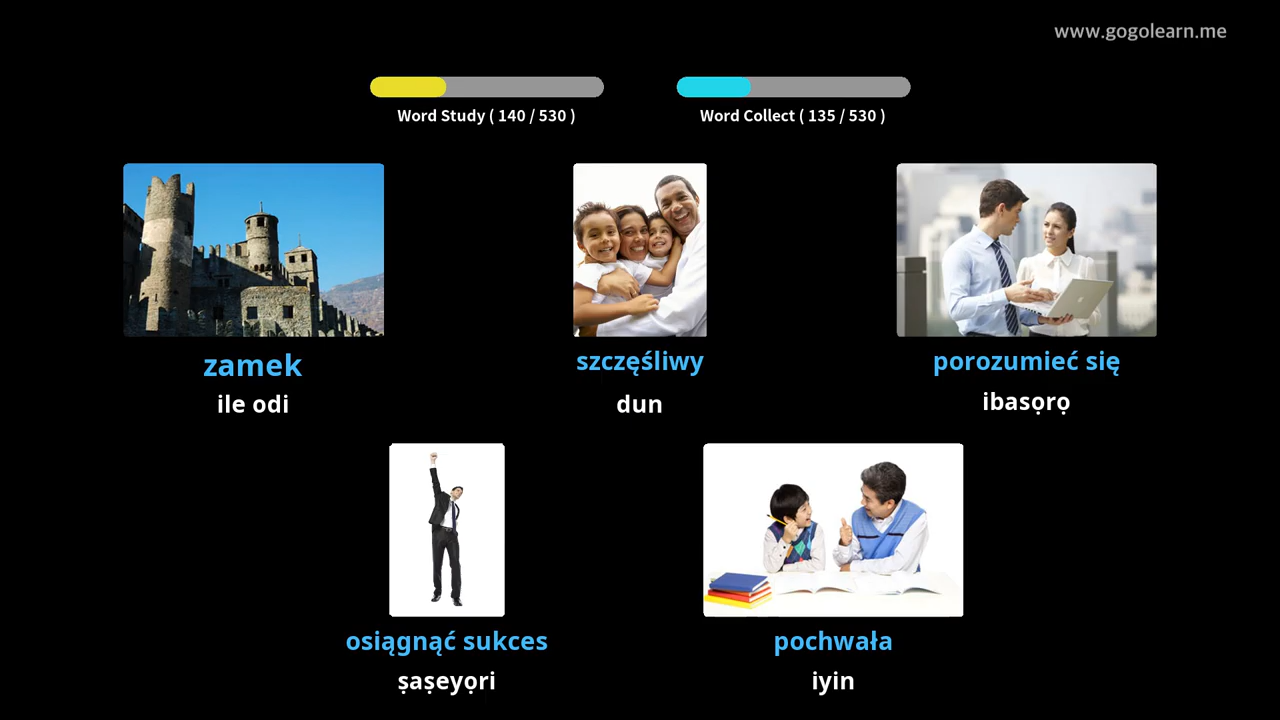 www.gogolearn.me
Word Study ( 140 / 530 )
Word Collect ( 135 / 530 )
zamek
ile odi
szczęśliwy
dun
porozumieć się
ibasọrọ
osiągnąć sukces
ṣaṣeyọri
pochwała
iyin